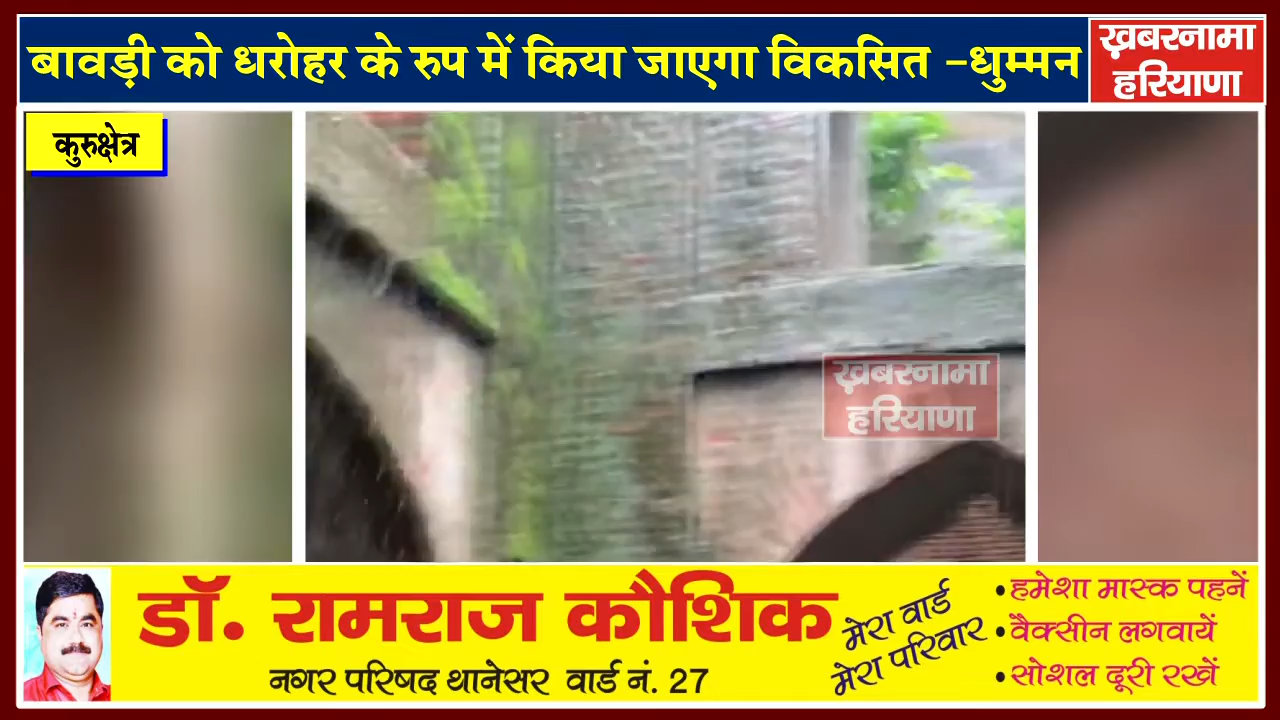 बावड़ी को धरोहर के रुप में किया जाएगा विकसित -धुम्मन
ख़बरनामा
हरियाणा
कुरुक्षेत्र
ख़बरनामा
हरियाणा
डॉ. रामराज कौशिक
नगर परिषद थानेसर वार्ड नं. 27
मेरा वार्ड
मेरा परिवार
•हमेशा मास्क पहनें
•वैक्सीन लगवायें
•सोशल दूरी रखें